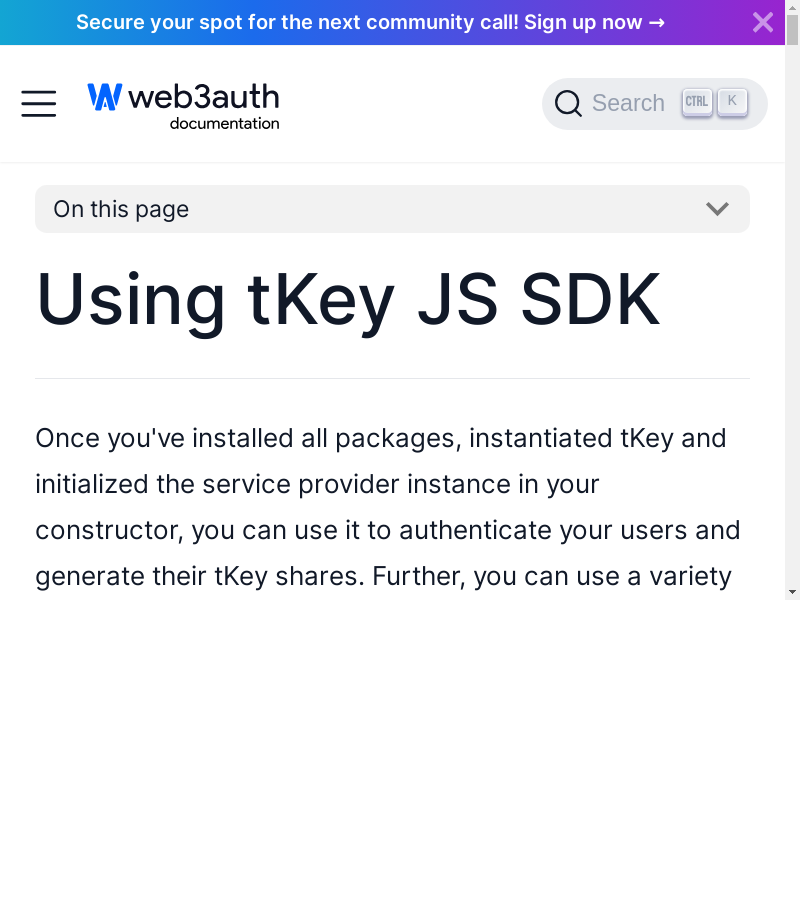 Secure your spot for the next community call! Sign up now →
web3auth
documentation
Search CTRL K
On this page
Using tKey JS SDK
Once you've installed all packages, instantiated tKey and
initialized the service provider instance in your
constructor, you can use it to authenticate your users and
generate their tKey shares. Further, you can use a variety